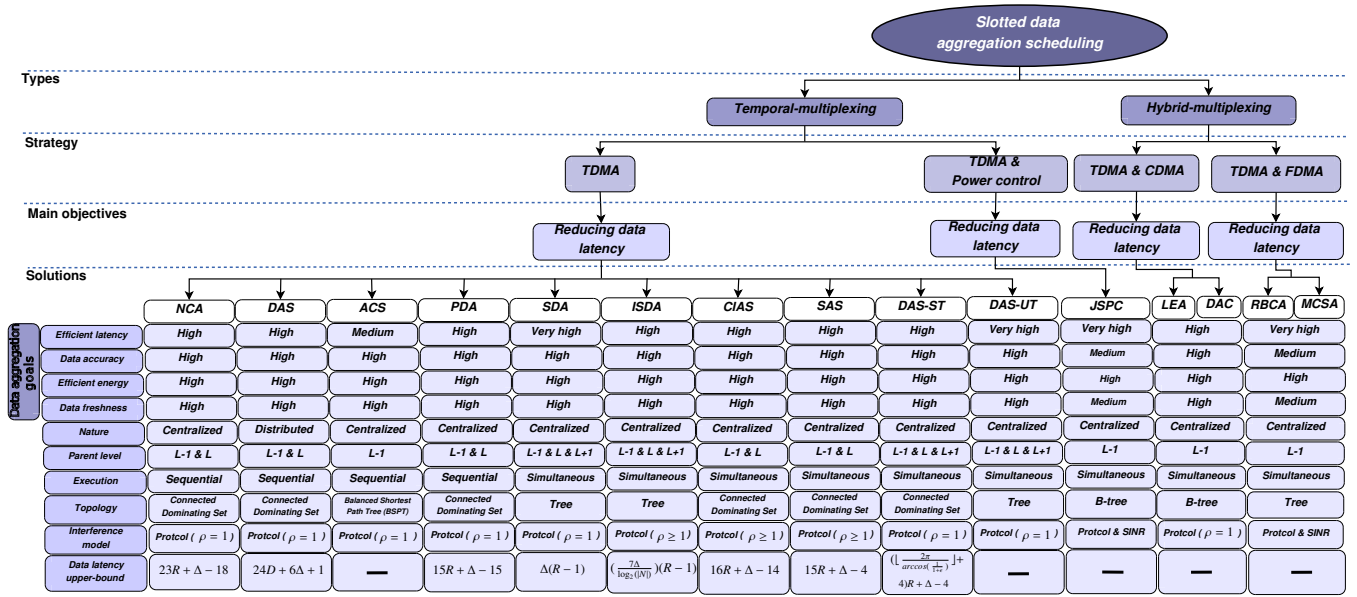 Slotted data
aggregation scheduling
Types
Temporal-multiplexing Hybrid-multiplexing
Strategy
TDMA
TDMA &
Power control
TDMA & CDMA
TDMA & FDMA
Main objectives
Reducing data
latency
Reducing data
latency
Reducing data
latency
Reducing data
latency
Solutions
NCA DAS ACS PDA SDA ISDA CIAS SAS DAS-ST DAS-UT JSPC LEA DAC RBCA MCSA
Data aggregation
goals
Efficient latency High High Medium High Very high High High High High Very high Very high High Very high
Data accuracy High High High High High High High High High High Medium High Medium
Efficient energy High High High High High High High High High High High High High
Data freshness High High High High High High High High High High Medium High Medium
Nature Centralized Distributed Centralized Centralized Centralized Centralized Centralized Centralized Centralized Centralized Centralized Centralized Centralized
Parent level L-1 & L L-1 & L L-1 L-1 & L L-1 & L & L+1 L-1 & L & L+1 L-1 & L L-1 & L L-1 & L & L+1 L-1 & L & L+1 L-1 L-1 L-1
Execution Sequential Sequential Sequential Sequential Simultaneous Simultaneous Simultaneous Simultaneous Simultaneous Simultaneous Simultaneous Simultaneous Simultaneous
Topology
Connected
Dominating Set
Connected
Dominating Set
Balanced Shortest
Path Tree (BSPT)
Connected
Dominating Set
Tree
Tree
Connected
Dominating Set
Connected
Dominating Set
Connected
Dominating Set
Tree
B-tree
B-tree
Tree
Interference
model
Protcol ( ρ = 1 ) Protcol ( ρ = 1 ) Protcol ( ρ = 1 ) Protcol ( ρ = 1 ) Protcol ( ρ = 1 ) Protcol ( ρ ≥ 1 ) Protcol ( ρ ≥ 1 ) Protcol ( ρ ≥ 1 ) Protcol ( ρ = 1 ) Protcol ( ρ = 1 ) Protcol & SINR Protcol ( ρ = 1 ) Protcol & SINR
Data latency
upper-bound
23R + Δ − 18
24D + 6Δ + 1
—
15R + Δ − 15
Δ(R − 1)
(7Δ/log₂(|N|))(R − 1)
16R + Δ − 14
15R + Δ − 4
(⌊ 2π/arccos( 1/1+ε ) ⌋+
4)R + Δ − 4
—
—
—
—